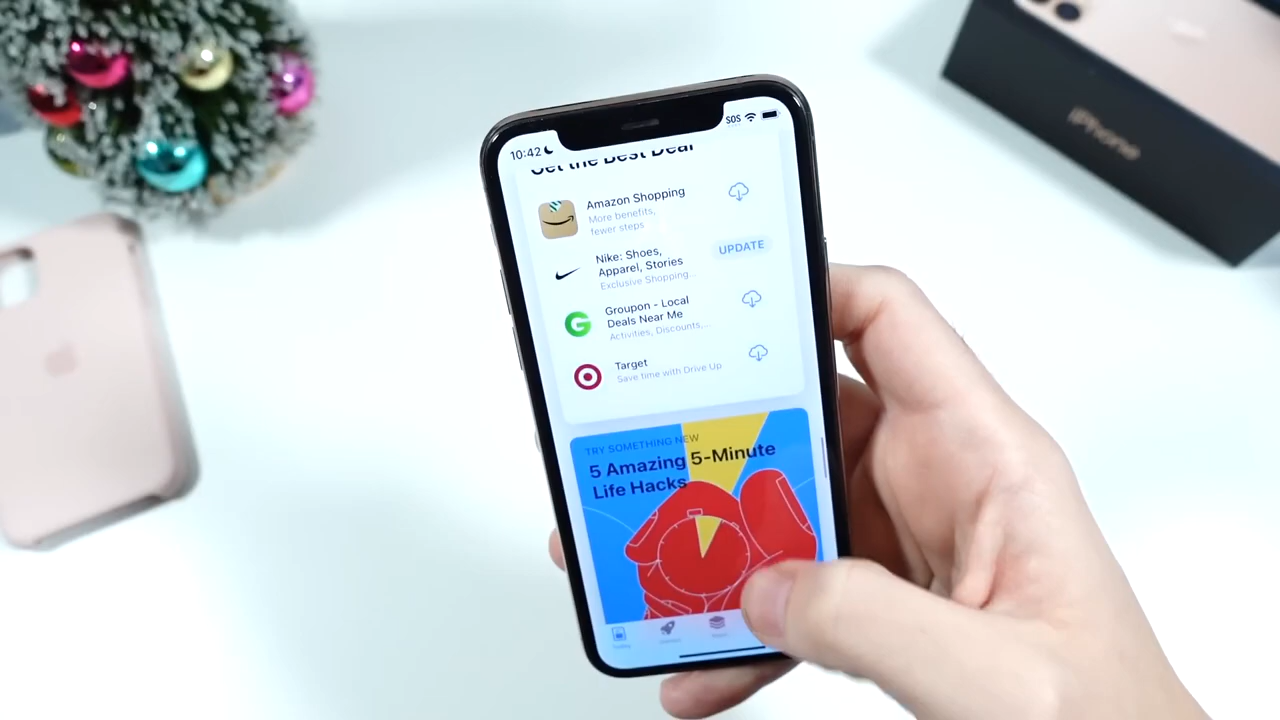 10:42
SOS
Get the Best Deal
Amazon Shopping
More benefits,
fewer steps
Nike: Shoes,
Apparel, Stories
Exclusive Shopping...
UPDATE
Groupon - Local
Deals Near Me
Activities, Discounts,...
Target
Save time with Drive Up
TRY SOMETHING NEW
5 Amazing 5-Minute
Life Hacks
Today
iPhone